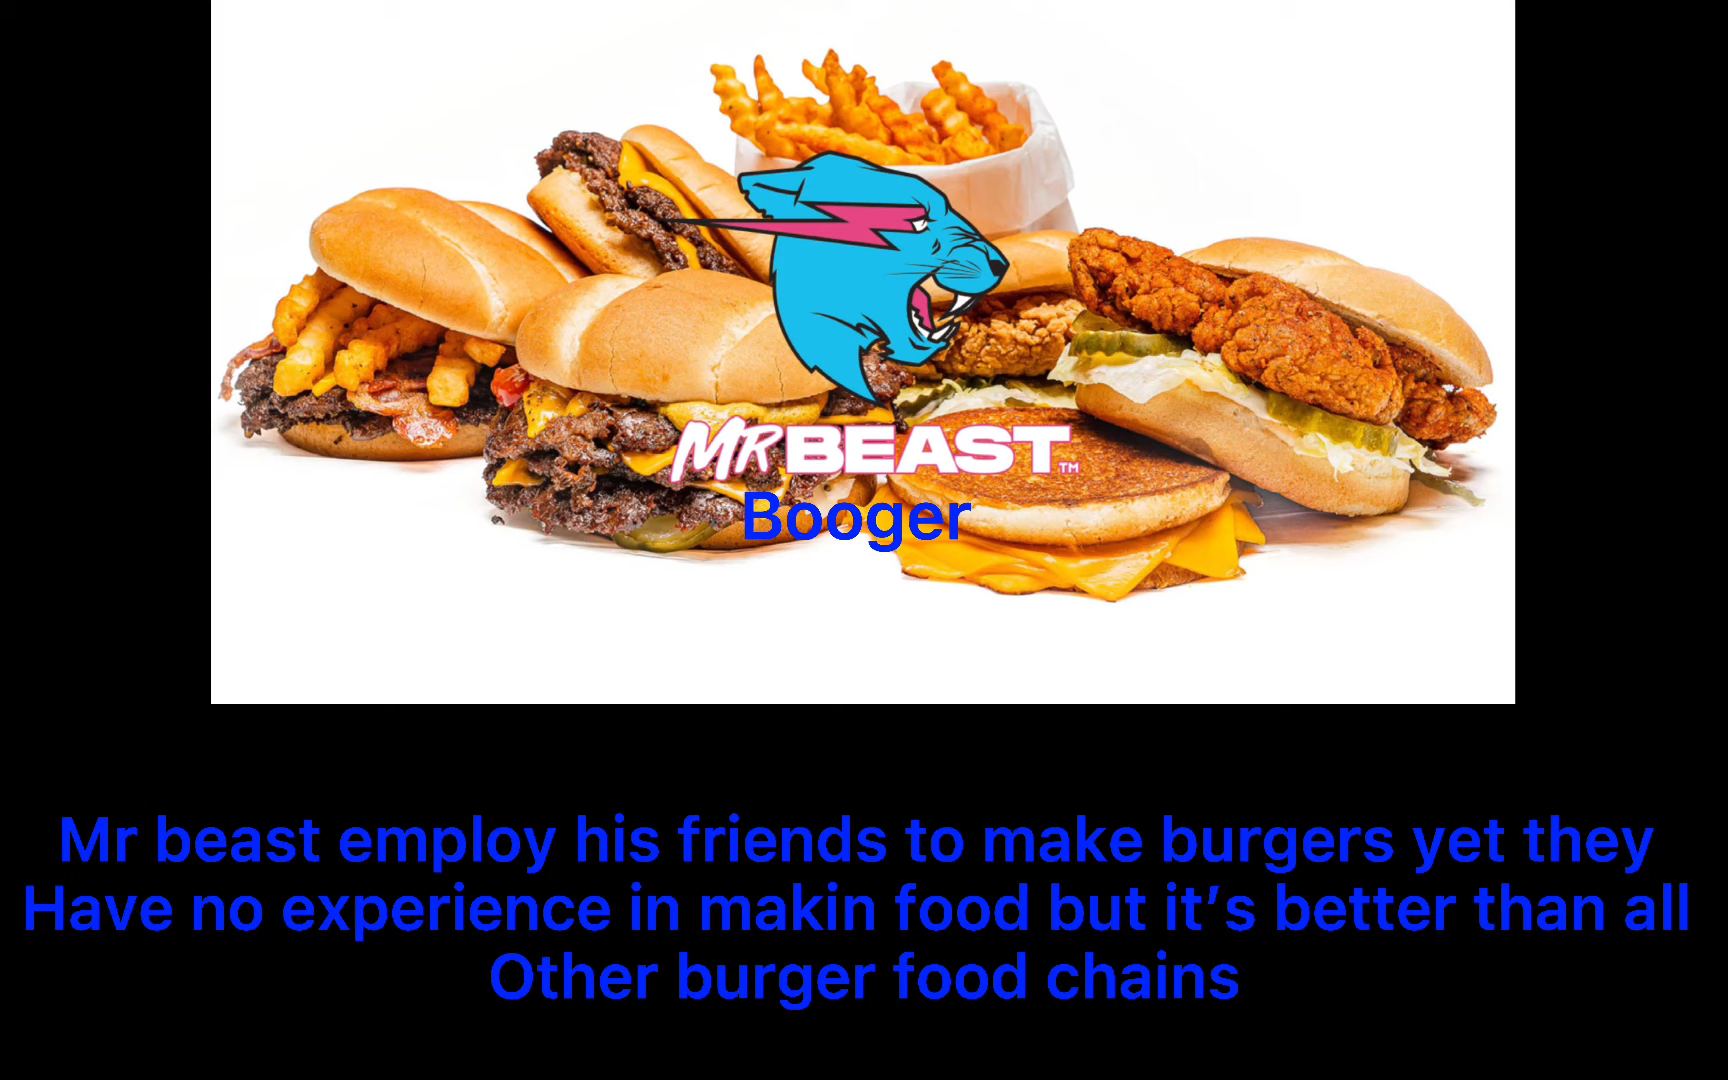 MRBEAST™
Booger
Mr beast employ his friends to make burgers yet they
Have no experience in makin food but it’s better than all
Other burger food chains